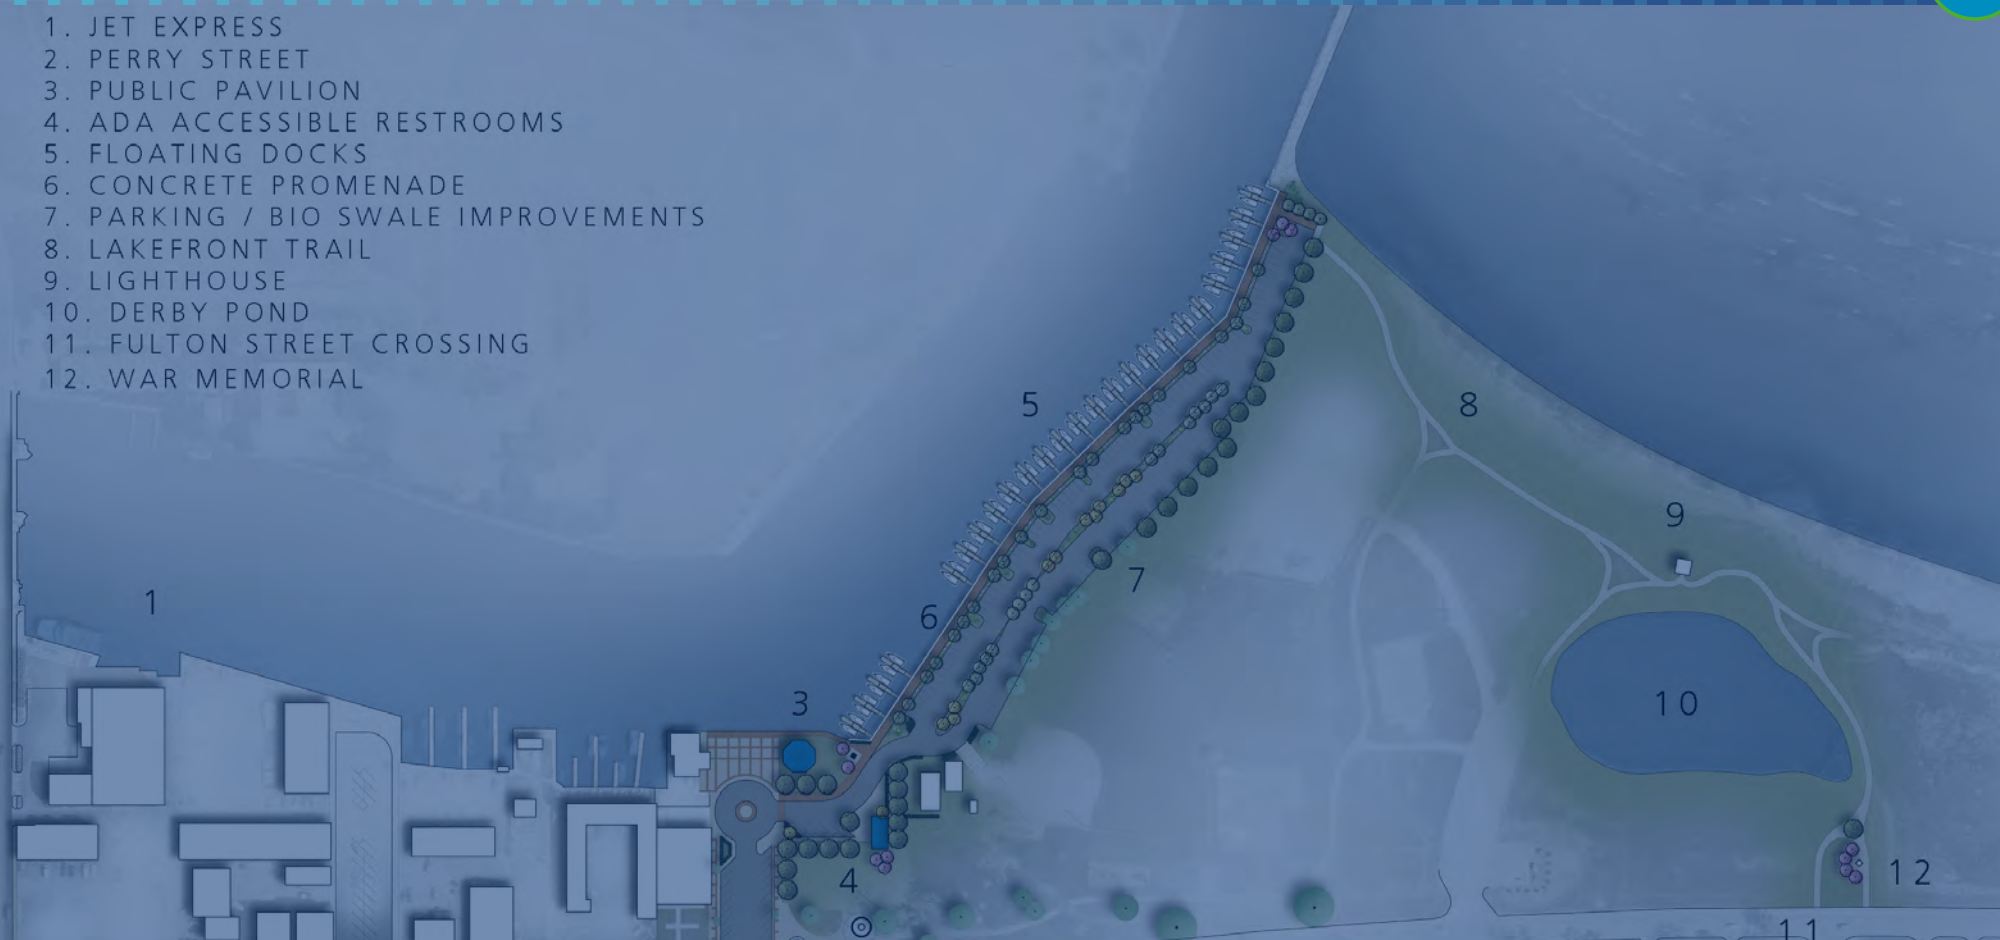 1. JET EXPRESS
2. PERRY STREET
3. PUBLIC PAVILION
4. ADA ACCESSIBLE RESTROOMS
5. FLOATING DOCKS
6. CONCRETE PROMENADE
7. PARKING / BIO SWALE IMPROVEMENTS
8. LAKEFRONT TRAIL
9. LIGHTHOUSE
10. DERBY POND
11. FULTON STREET CROSSING
12. WAR MEMORIAL
5
8
9
7
1
6
3
10
4
12
11